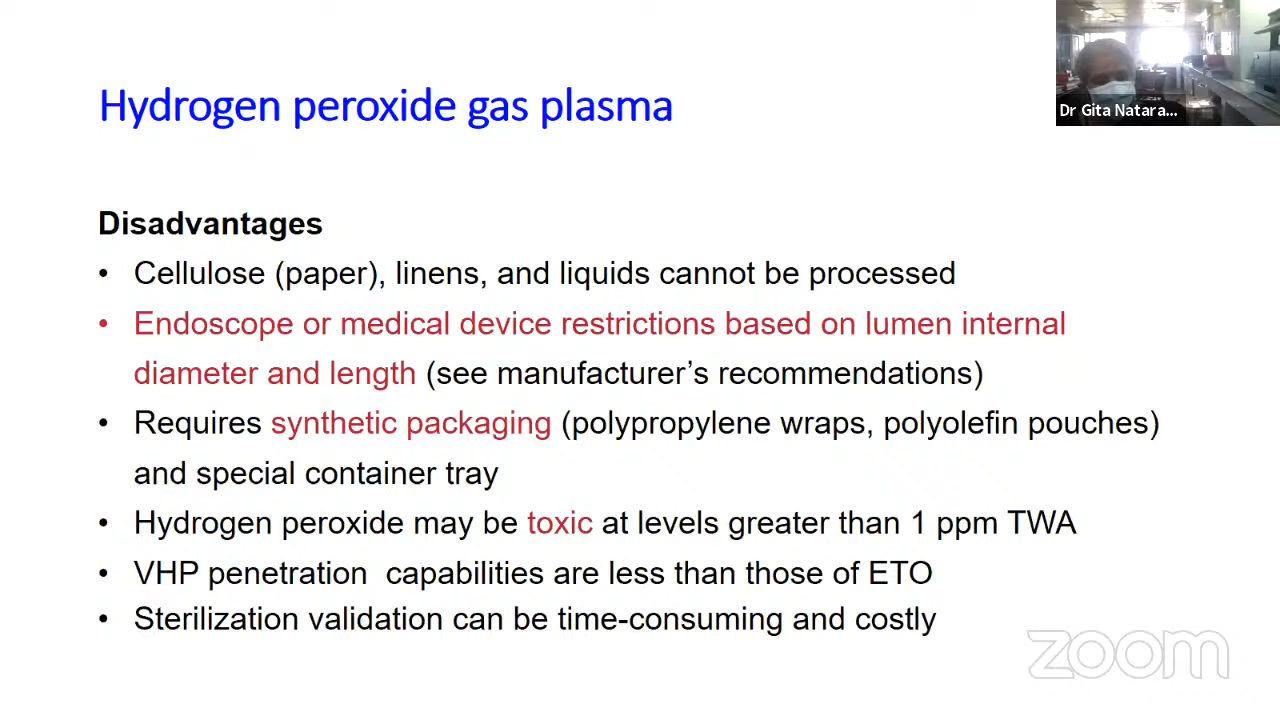 Dr Gita Natara...
Hydrogen peroxide gas plasma
Disadvantages
• Cellulose (paper), linens, and liquids cannot be processed
• Endoscope or medical device restrictions based on lumen internal
diameter and length (see manufacturer’s recommendations)
• Requires synthetic packaging (polypropylene wraps, polyolefin pouches)
and special container tray
• Hydrogen peroxide may be toxic at levels greater than 1 ppm TWA
• VHP penetration  capabilities are less than those of ETO
• Sterilization validation can be time-consuming and costly
zoom